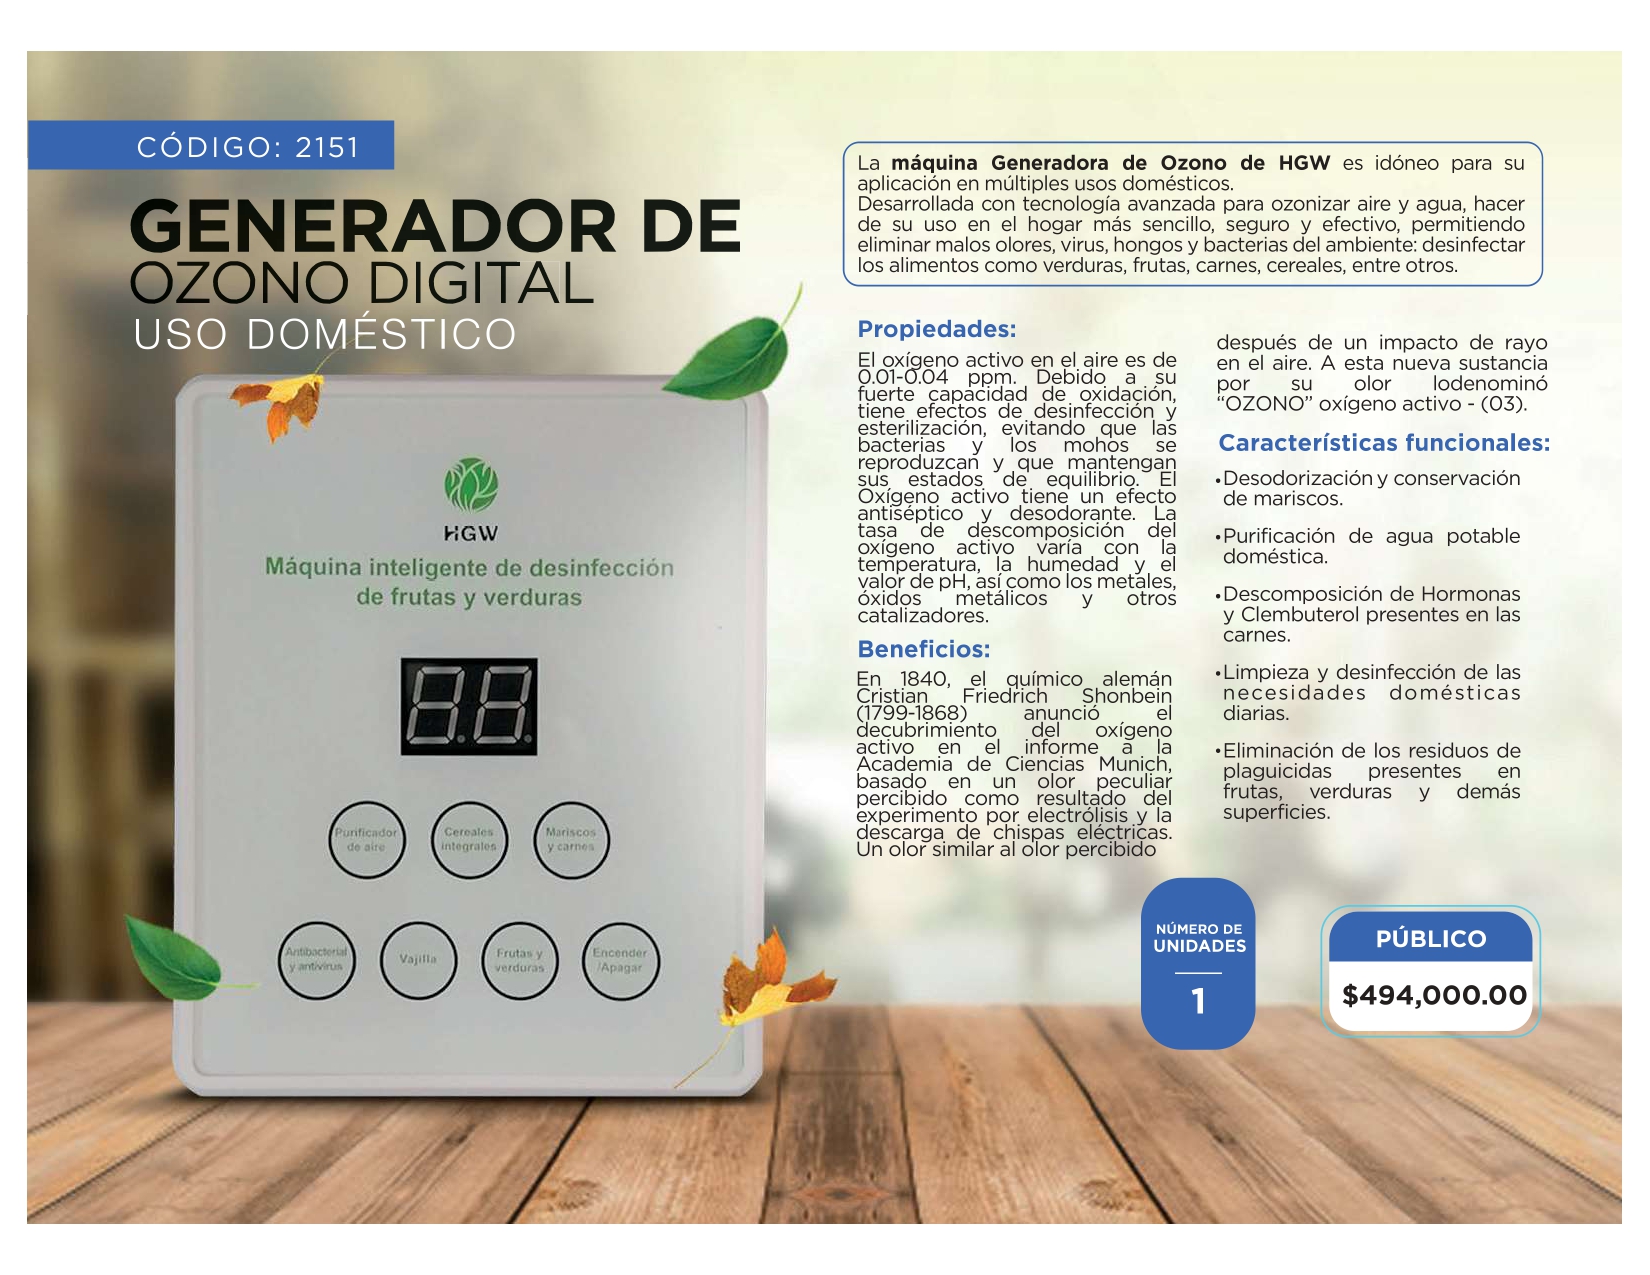 CÓDIGO: 2151
GENERADOR DE
OZONO DIGITAL
USO DOMÉSTICO
HGW
Máquina inteligente de desinfección
de frutas y verduras
88
Purificador
de aire
Cereales
integrales
Mariscos
y carnes
Antibacterial
y antivirus
Vajilla
Frutas y
verduras
Encender
/Apagar
La máquina Generadora de Ozono de HGW es idóneo para su
aplicación en múltiples usos domésticos.
Desarrollada con tecnología avanzada para ozonizar aire y agua, hacer
de su uso en el hogar más sencillo, seguro y efectivo, permitiendo
eliminar malos olores, virus, hongos y bacterias del ambiente: desinfectar
los alimentos como verduras, frutas, carnes, cereales, entre otros.
Propiedades:
El oxígeno activo en el aire es de
0.01-0.04 ppm. Debido a su
fuerte capacidad de oxidación,
tiene efectos de desinfección y
esterilización, evitando que las
bacterias y los mohos se
reproduzcan y que mantengan
sus estados de equilibrio. El
Oxígeno activo tiene un efecto
antiséptico y desodorante. La
tasa de descomposición del
oxígeno activo varía con la
temperatura, la humedad y el
valor de pH, así como los metales,
óxidos metálicos y otros
catalizadores.
Beneficios:
En 1840, el químico alemán
Cristian Friedrich Shonbein
(1799-1868) anunció el
decubrimiento del oxígeno
activo en el informe a la
Academia de Ciencias Munich,
basado en un olor peculiar
percibido como resultado del
experimento por electrólisis y la
descarga de chispas eléctricas.
Un olor similar al olor percibido
después de un impacto de rayo
en el aire. A esta nueva sustancia
por su olor lodenominó
“OZONO” oxígeno activo - (03).
Características funcionales:
•Desodorización y conservación
de mariscos.
•Purificación de agua potable
doméstica.
•Descomposición de Hormonas
y Clembuterol presentes en las
carnes.
•Limpieza y desinfección de las
necesidades domésticas
diarias.
•Eliminación de los residuos de
plaguicidas presentes en
frutas, verduras y demás
superficies.
NÚMERO DE
UNIDADES
1
PÚBLICO
$494,000.00